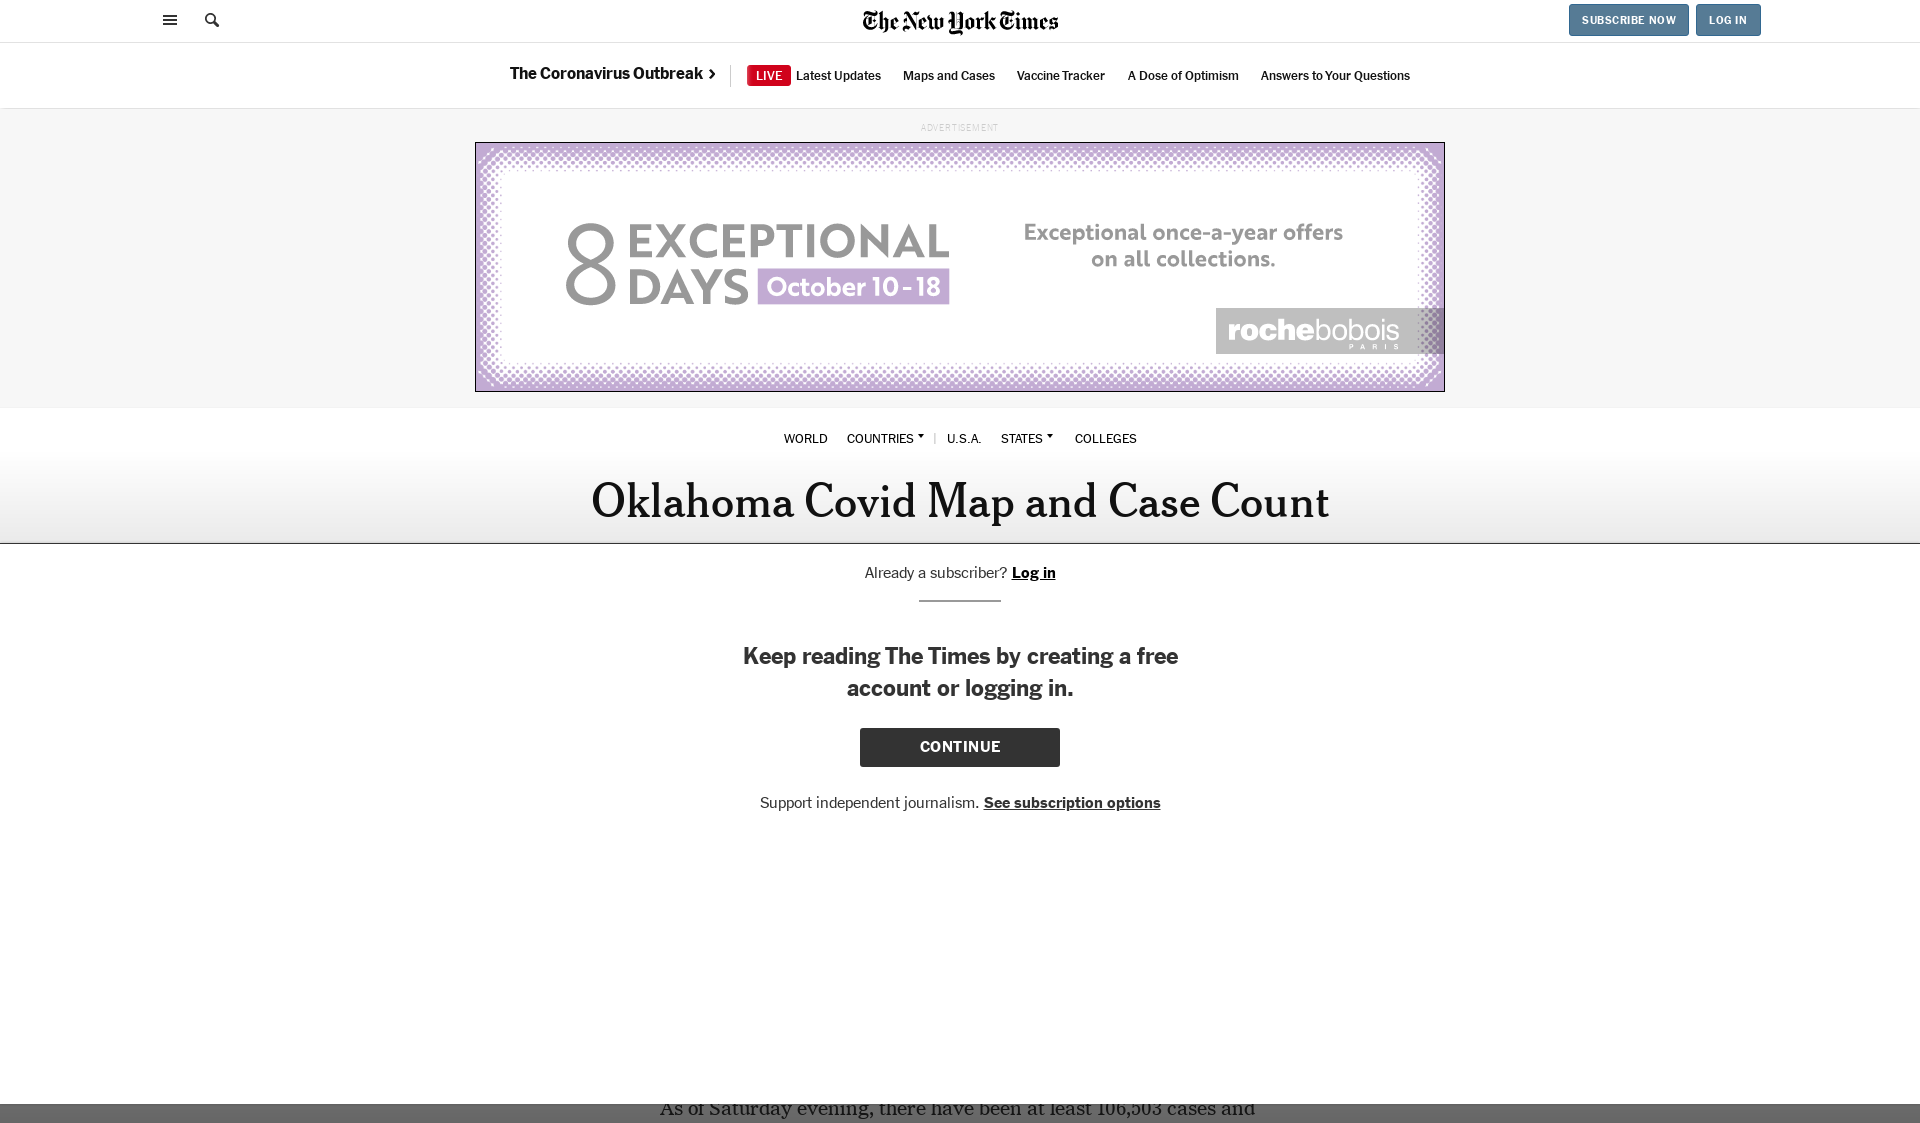 The New York Times
SUBSCRIBE NOW
LOG IN
The Coronavirus Outbreak
LIVE Latest Updates
Maps and Cases
Vaccine Tracker
A Dose of Optimism
Answers to Your Questions
ADVERTISEMENT
8 EXCEPTIONAL
DAYS October 10-18
Exceptional once-a-year offers
on all collections.
rochebobois
PARIS
WORLD COUNTRIES | U.S.A. STATES COLLEGES
Oklahoma Covid Map and Case Count
Already a subscriber? Log in
Keep reading The Times by creating a free
account or logging in.
CONTINUE
Support independent journalism. See subscription options
As of Saturday evening, there have been at least 106,503 cases and